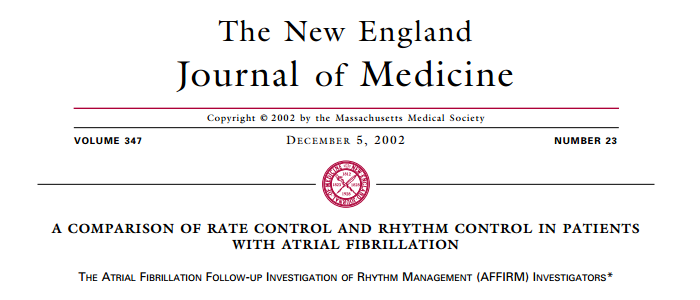 The New England
Journal of Medicine
Copyright © 2002 by the Massachusetts Medical Society
VOLUME 347 DECEMBER 5, 2002 NUMBER 23
A COMPARISON OF RATE CONTROL AND RHYTHM CONTROL IN PATIENTS
WITH ATRIAL FIBRILLATION
THE ATRIAL FIBRILLATION FOLLOW-UP INVESTIGATION OF RHYTHM MANAGEMENT (AFFIRM) INVESTIGATORS*